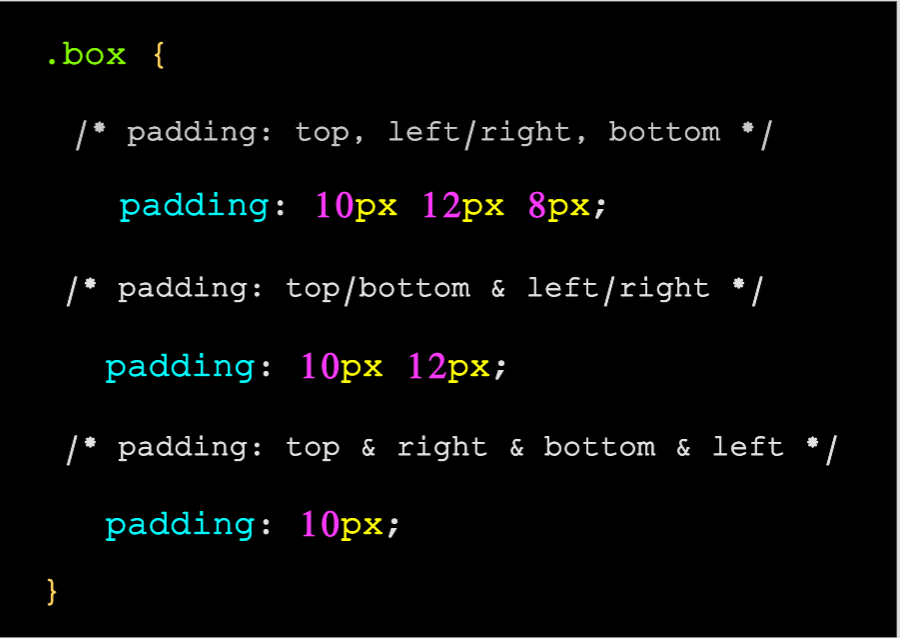 .box {
/* padding: top, left/right, bottom */
padding: 10px 12px 8px;
/* padding: top/bottom & left/right */
padding: 10px 12px;
/* padding: top & right & bottom & left */
padding: 10px;
}